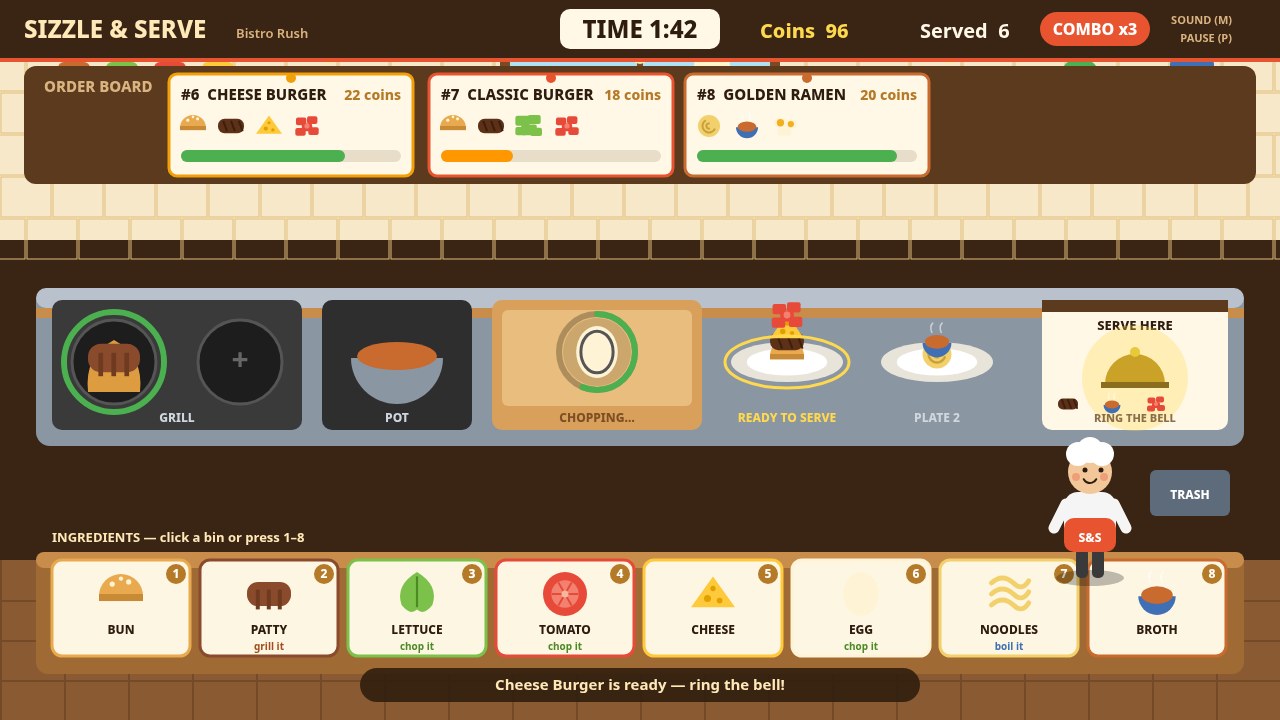 SIZZLE & SERVE
Bistro Rush
TIME 1:42
Coins 96
Served 6
COMBO x3
SOUND (M)
PAUSE (P)
ORDER BOARD
#6 CHEESE BURGER 22 coins
#7 CLASSIC BURGER 18 coins
#8 GOLDEN RAMEN 20 coins
+
GRILL
POT
CHOPPING...
READY TO SERVE
PLATE 2
SERVE HERE
RING THE BELL
TRASH
S&S
INGREDIENTS — click a bin or press 1–8
1
BUN
2
PATTY
grill it
3
LETTUCE
chop it
4
TOMATO
chop it
5
CHEESE
6
EGG
chop it
7
NOODLES
boil it
8
BROTH
Cheese Burger is ready — ring the bell!